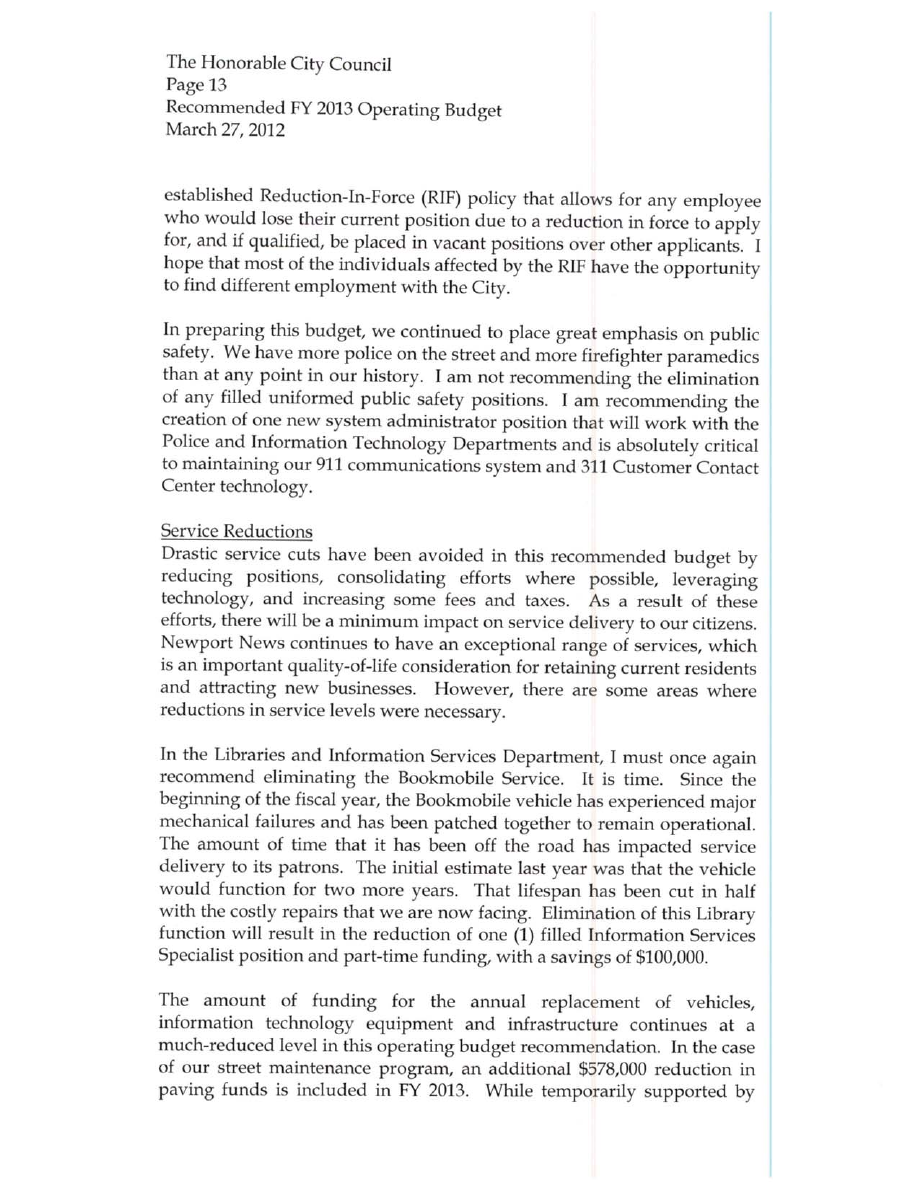 The Honorable City Council
Page 13
Recommended FY 2013 Operating Budget
March 27, 2012
established Reduction-In-Force (RIF) policy that allows for any employee
who would lose their current position due to a reduction in force to apply
for, and if qualified, be placed in vacant positions over other applicants. I
hope that most of the individuals affected by the RIF have the opportunity
to find different employment with the City.
In preparing this budget, we continued to place great emphasis on public
safety. We have more police on the street and more firefighter paramedics
than at any point in our history. I am not recommending the elimination
of any filled uniformed public safety positions. I am recommending the
creation of one new system administrator position that will work with the
Police and Information Technology Departments and is absolutely critical
to maintaining our 911 communications system and 311 Customer Contact
Center technology.
Service Reductions
Drastic service cuts have been avoided in this recommended budget by
reducing positions, consolidating efforts where possible, leveraging
technology, and increasing some fees and taxes. As a result of these
efforts, there will be a minimum impact on service delivery to our citizens.
Newport News continues to have an exceptional range of services, which
is an important quality-of-life consideration for retaining current residents
and attracting new businesses. However, there are some areas where
reductions in service levels were necessary.
In the Libraries and Information Services Department, I must once again
recommend eliminating the Bookmobile Service. It is time. Since the
beginning of the fiscal year, the Bookmobile vehicle has experienced major
mechanical failures and has been patched together to remain operational.
The amount of time that it has been off the road has impacted service
delivery to its patrons. The initial estimate last year was that the vehicle
would function for two more years. That lifespan has been cut in half
with the costly repairs that we are now facing. Elimination of this Library
function will result in the reduction of one (1) filled Information Services
Specialist position and part-time funding, with a savings of $100,000.
The amount of funding for the annual replacement of vehicles,
information technology equipment and infrastructure continues at a
much-reduced level in this operating budget recommendation. In the case
of our street maintenance program, an additional $578,000 reduction in
paving funds is included in FY 2013. While temporarily supported by